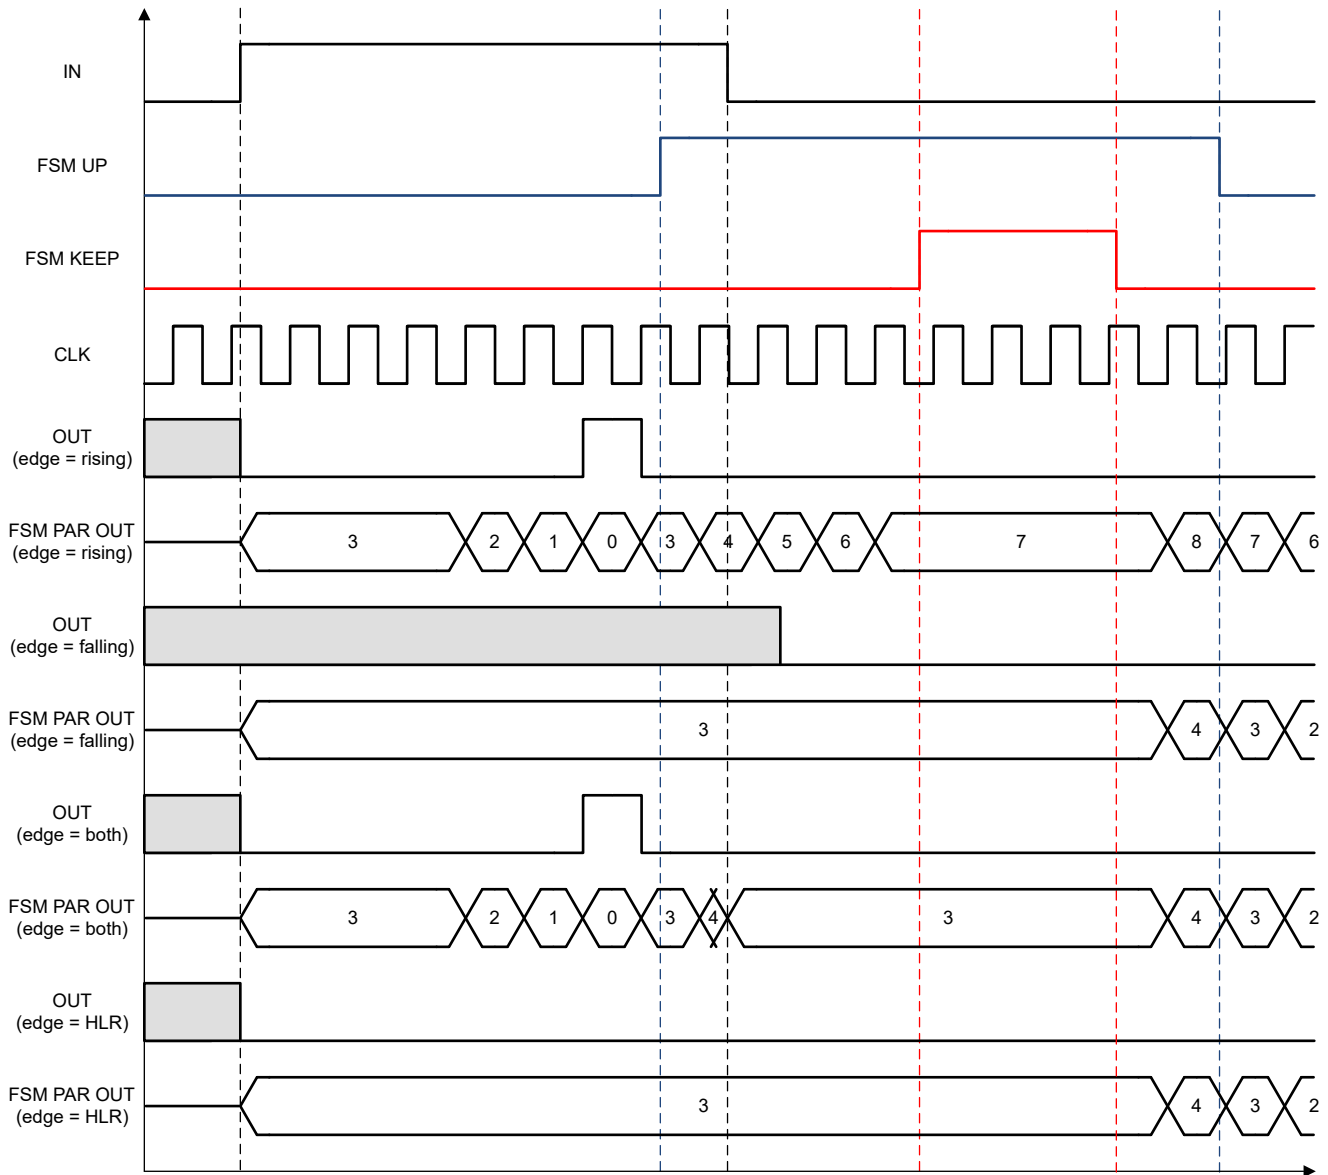 IN
FSM UP
FSM KEEP
CLK
OUT
(edge = rising)
FSM PAR OUT
(edge = rising)
3 2 1 0 3 4 5 6 7 8 7 6
OUT
(edge = falling)
FSM PAR OUT
(edge = falling)
3 4 3 2
OUT
(edge = both)
FSM PAR OUT
(edge = both)
3 2 1 0 3 4 3 4 3 2
OUT
(edge = HLR)
FSM PAR OUT
(edge = HLR)
3 4 3 2